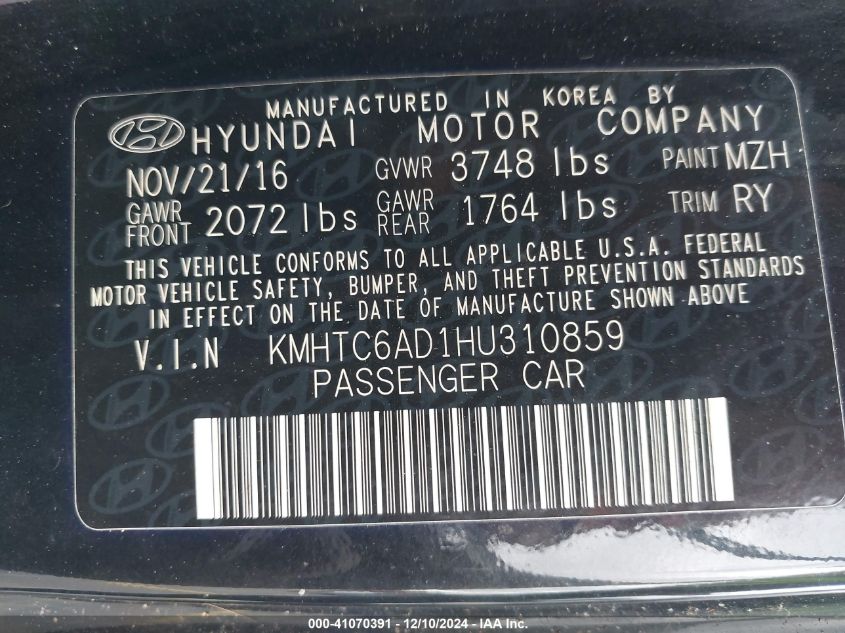 MANUFACTURED IN KOREA BY
HYUNDAI MOTOR COMPANY
NOV/21/16 GVWR 3748 lbs PAINT MZH
GAWR FRONT 2072 lbs GAWR REAR 1764 lbs TRIM RY
THIS VEHICLE CONFORMS TO ALL APPLICABLE U.S.A. FEDERAL
MOTOR VEHICLE SAFETY, BUMPER, AND THEFT PREVENTION STANDARDS
IN EFFECT ON THE DATE OF MANUFACTURE SHOWN ABOVE
V.I.N KMHTC6AD1HU310859
PASSENGER CAR
000-41070391 - 12/10/2024 - IAA Inc.